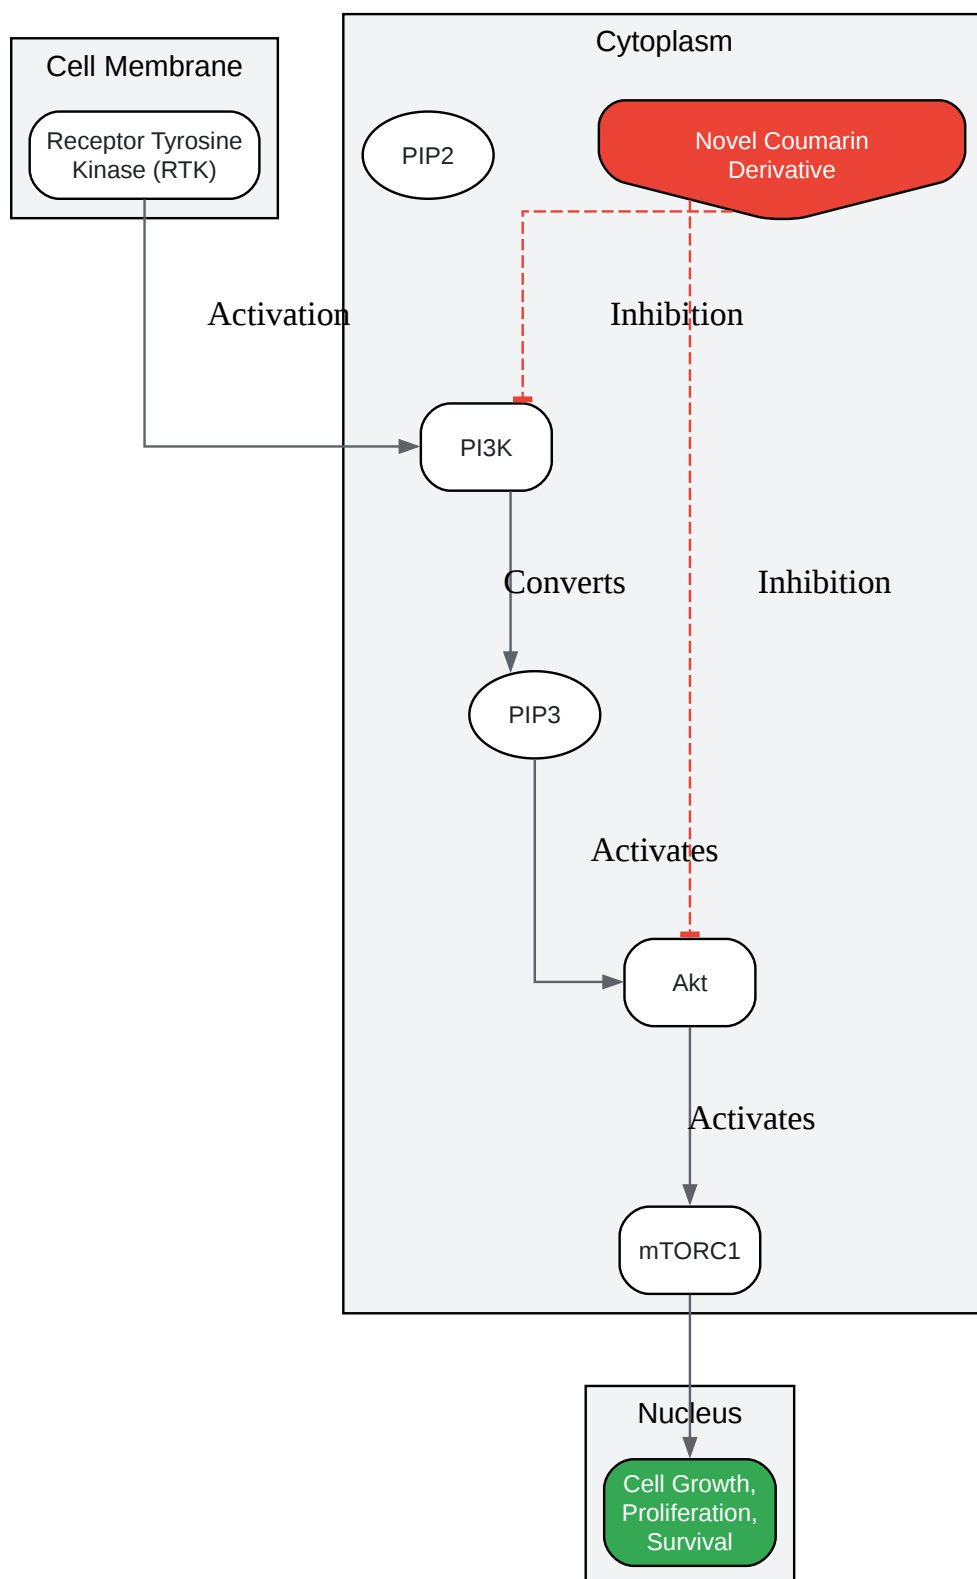 Cytoplasm
Cell Membrane
Receptor Tyrosine
Kinase (RTK)
PIP2
Novel Coumarin
Derivative
Activation
Inhibition
PI3K
Converts
Inhibition
PIP3
Activates
Akt
Activates
mTORC1
Nucleus
Cell Growth,
Proliferation,
Survival